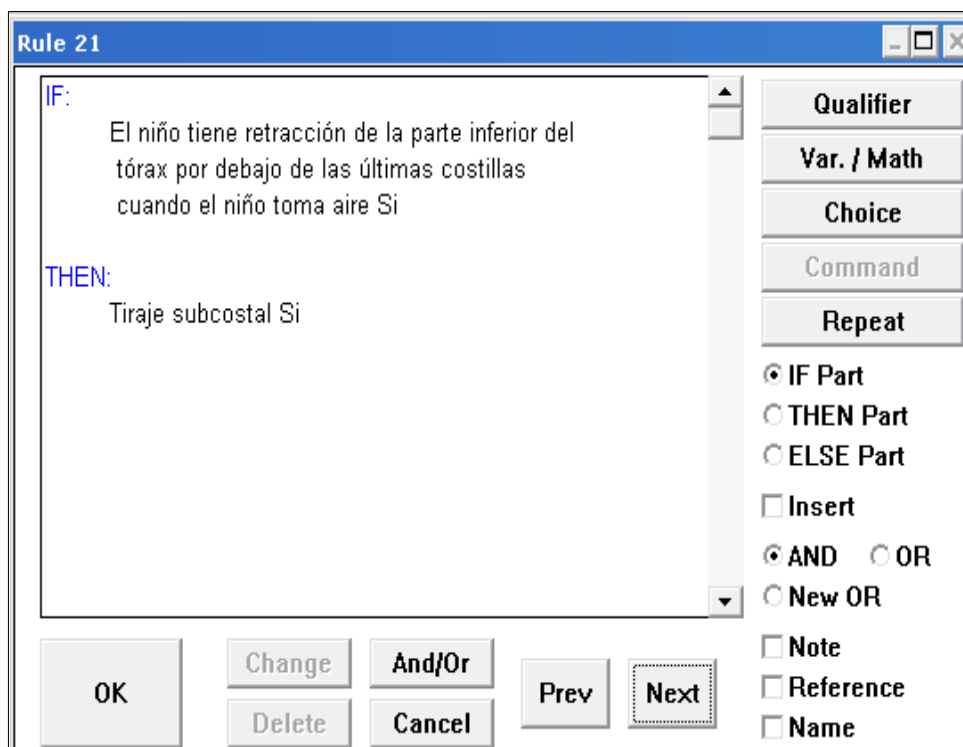 Rule 21
IF:
El niño tiene retracción de la parte inferior del
tórax por debajo de las últimas costillas
cuando el niño toma aire Si
THEN:
Tiraje subcostal Si
Qualifier
Var. / Math
Choice
Command
Repeat
IF Part
THEN Part
ELSE Part
Insert
AND OR
New OR
Note
Reference
Name
OK
Change
And/Or
Delete
Cancel
Prev
Next